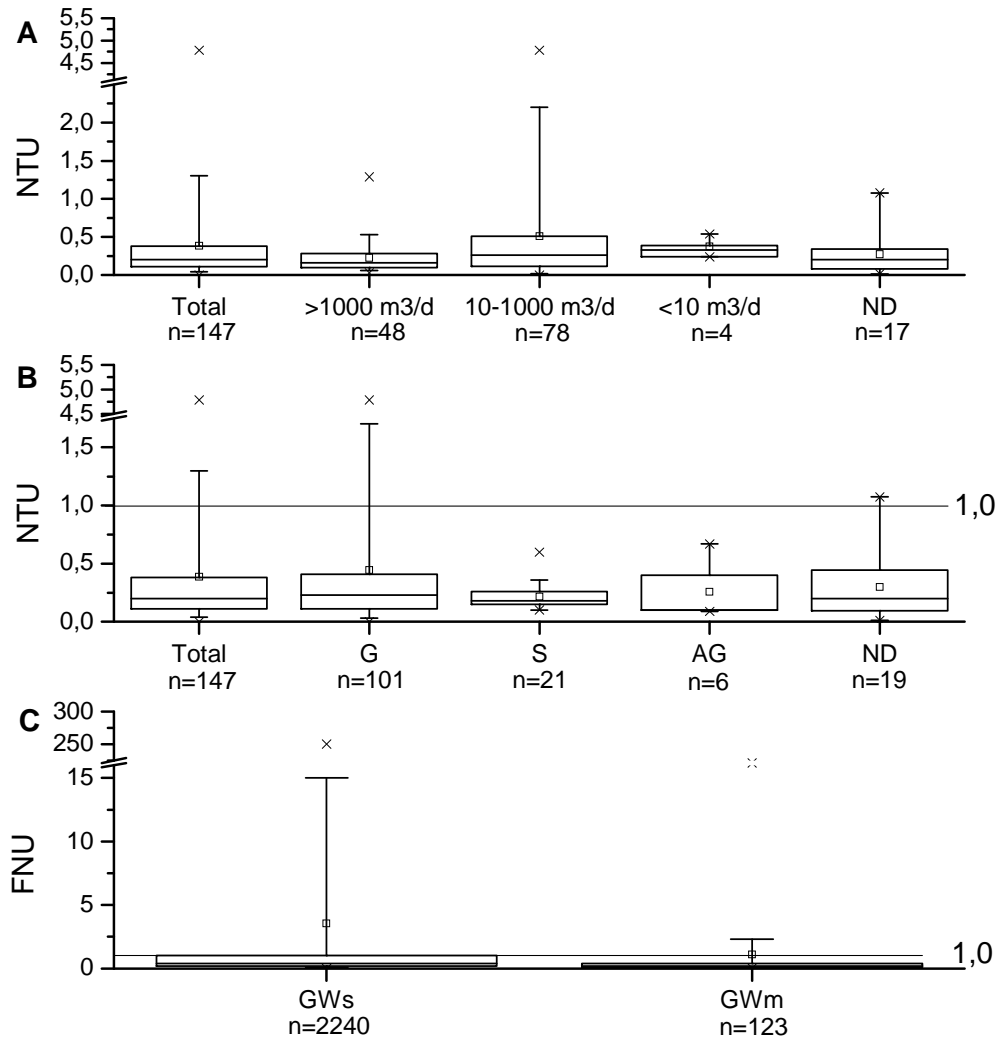 A
5,5
5,0
4,5
2,0
1,5
1,0
0,5
0,0
NTU
Total >1000 m3/d 10-1000 m3/d <10 m3/d ND
n=147 n=48 n=78 n=4 n=17
B
5,5
5,0
4,5
1,5
1,0
0,5
0,0
NTU
1,0
Total G S AG ND
n=147 n=101 n=21 n=6 n=19
C
300
250
15
10
5
0
FNU
1,0
GWs GWm
n=2240 n=123